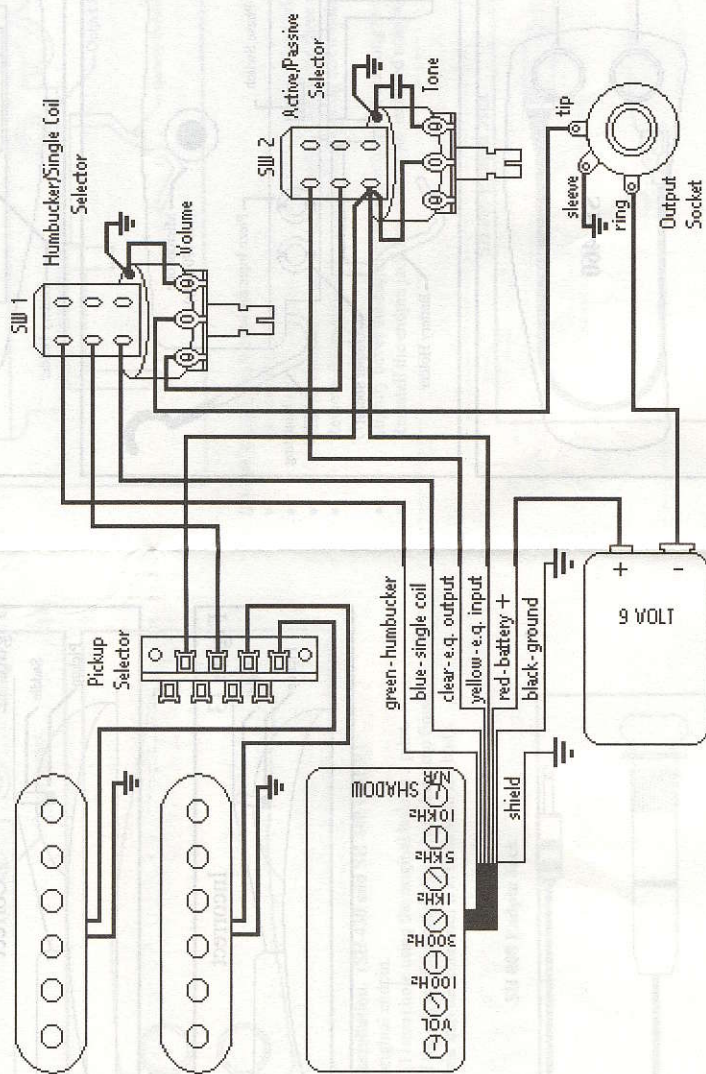 SW 1
Humbucker/Single Coil
Selector
Volume
SW 2
Active/Passive
Selector
Tone
tip
sleeve
ring
Output
Socket
Pickup
Selector
green-humbucker
blue-single coil
clear-e.q. output
yellow-e.q. input
red-battery +
black-ground
shield
+
-
9 VOLT
SHADOW
VOL
100Hz
300Hz
1KHz
5KHz
10KHz
N/R
Incorrect